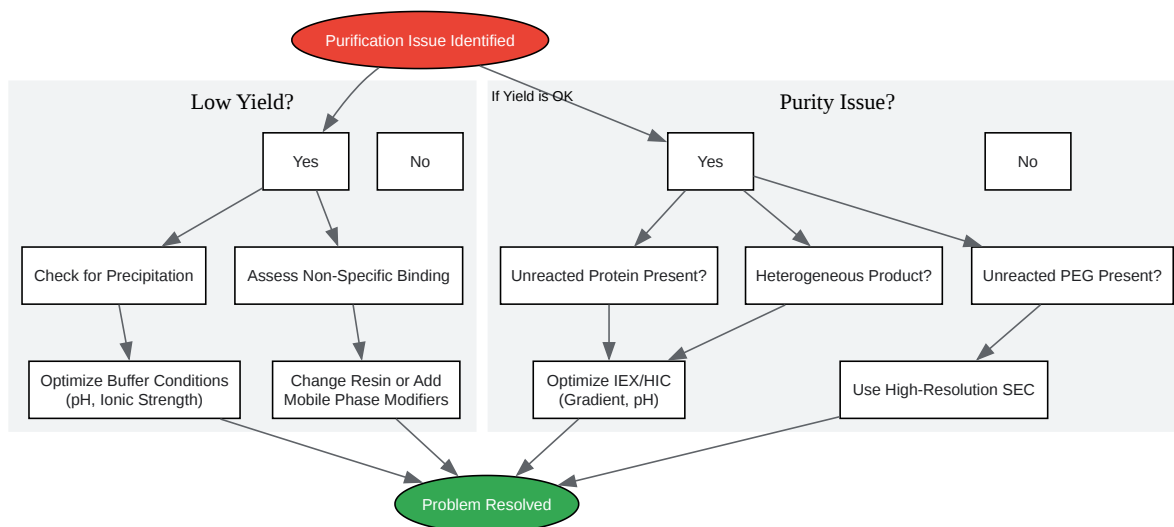 Purification Issue Identified
If Yield is OK
Low Yield?
Purity Issue?
Yes
No
Yes
No
Check for Precipitation
Assess Non-Specific Binding
Unreacted Protein Present?
Heterogeneous Product?
Unreacted PEG Present?
Optimize Buffer Conditions
(pH, Ionic Strength)
Change Resin or Add
Mobile Phase Modifiers
Optimize IEX/HIC
(Gradient, pH)
Use High-Resolution SEC
Problem Resolved